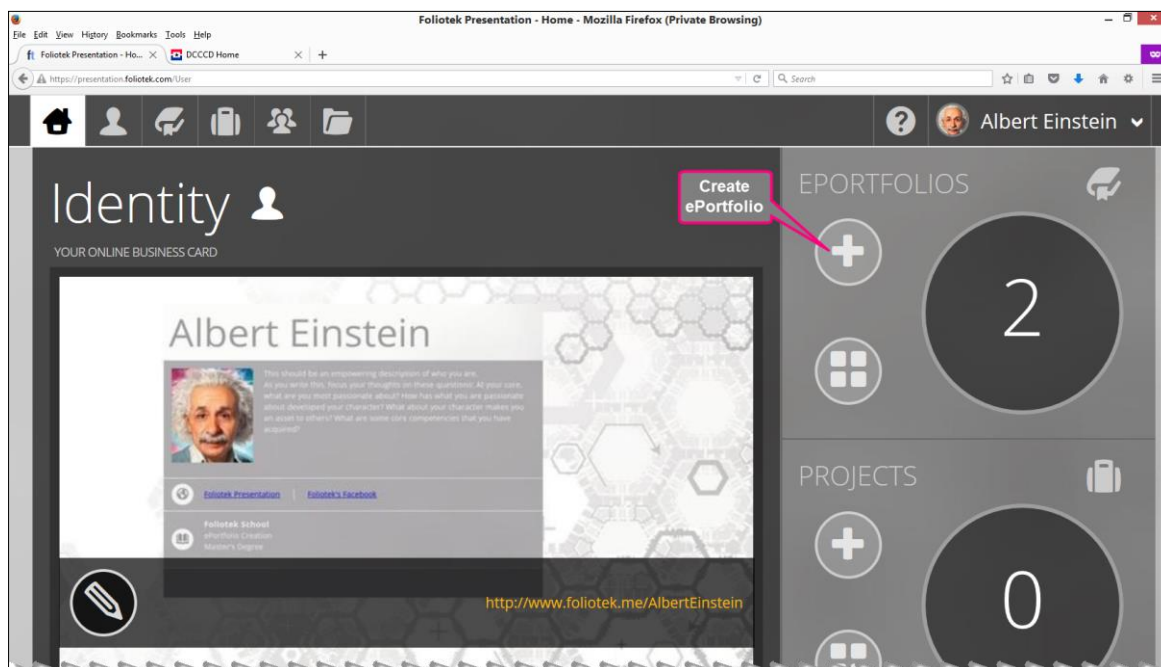 Foliotek Presentation - Home - Mozilla Firefox (Private Browsing)
File Edit View History Bookmarks Tools Help
Foliotek Presentation - Ho...
DCCCD Home
https://presentation.foliotek.com/User
Search
Albert Einstein
Identity
YOUR ONLINE BUSINESS CARD
Create
ePortfolio
EPORTFOLIOS
2
Albert Einstein
This should be an empowering description of who you are.
As you write this, focus your thoughts on these questions: At your core,
what are you most passionate about? How has what you are passionate
about developed your character? What about your character makes you
an asset to others? What are some core competencies that you have
acquired?
Foliotek Presentation | Foliotek's Facebook
Foliotek School
ePortfolio Creation
Master's Degree
http://www.foliotek.me/AlbertEinstein
PROJECTS
0